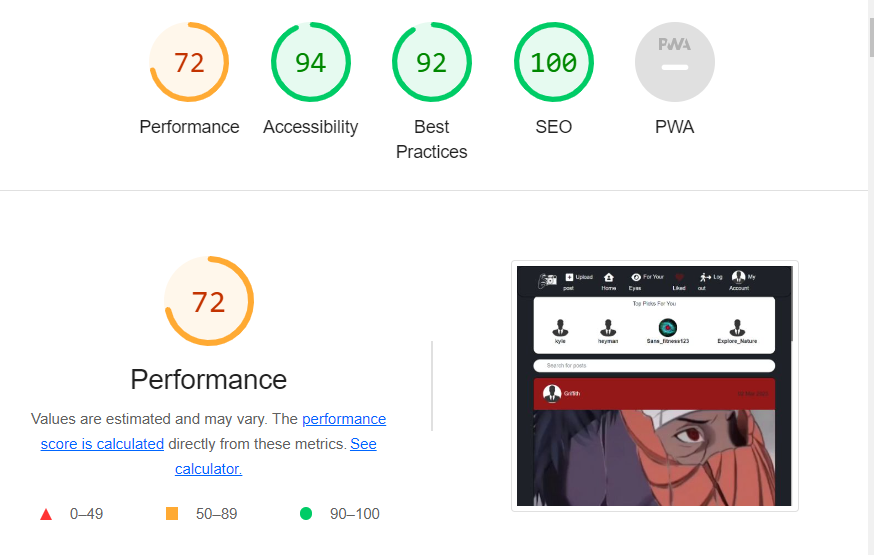 72
94
92
100
PWA
Performance
Accessibility
Best
Practices
SEO
PWA
72
Performance
Values are estimated and may vary. The performance
score is calculated directly from these metrics. See
calculator.
0–49
50–89
90–100
Upload
post
Home
For Your
Eyes
Liked
Log
out
My
Account
Top Picks For You
kyle
heyman
Sans_fitness123
Explore_Nature
Search for posts
Griffith